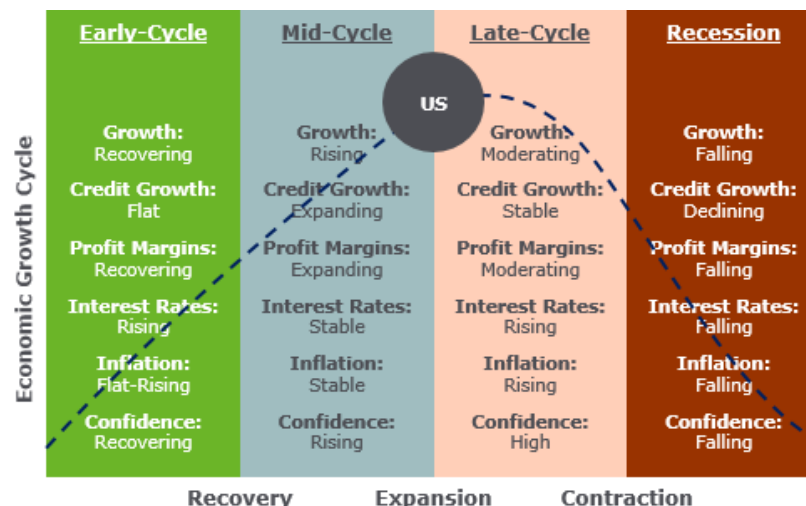 Economic Growth Cycle
Early-Cycle
Growth:
Recovering
Credit Growth:
Flat
Profit Margins:
Recovering
Interest Rates:
Rising
Inflation:
Flat-Rising
Confidence:
Recovering
Mid-Cycle
Growth:
Rising
Credit Growth:
Expanding
Profit Margins:
Expanding
Interest Rates:
Stable
Inflation:
Stable
Confidence:
Rising
US
Late-Cycle
Growth:
Moderating
Credit Growth:
Stable
Profit Margins:
Moderating
Interest Rates:
Rising
Inflation:
Rising
Confidence:
High
Recession
Growth:
Falling
Credit Growth:
Declining
Profit Margins:
Falling
Interest Rates:
Falling
Inflation:
Falling
Confidence:
Falling
Recovery
Expansion
Contraction